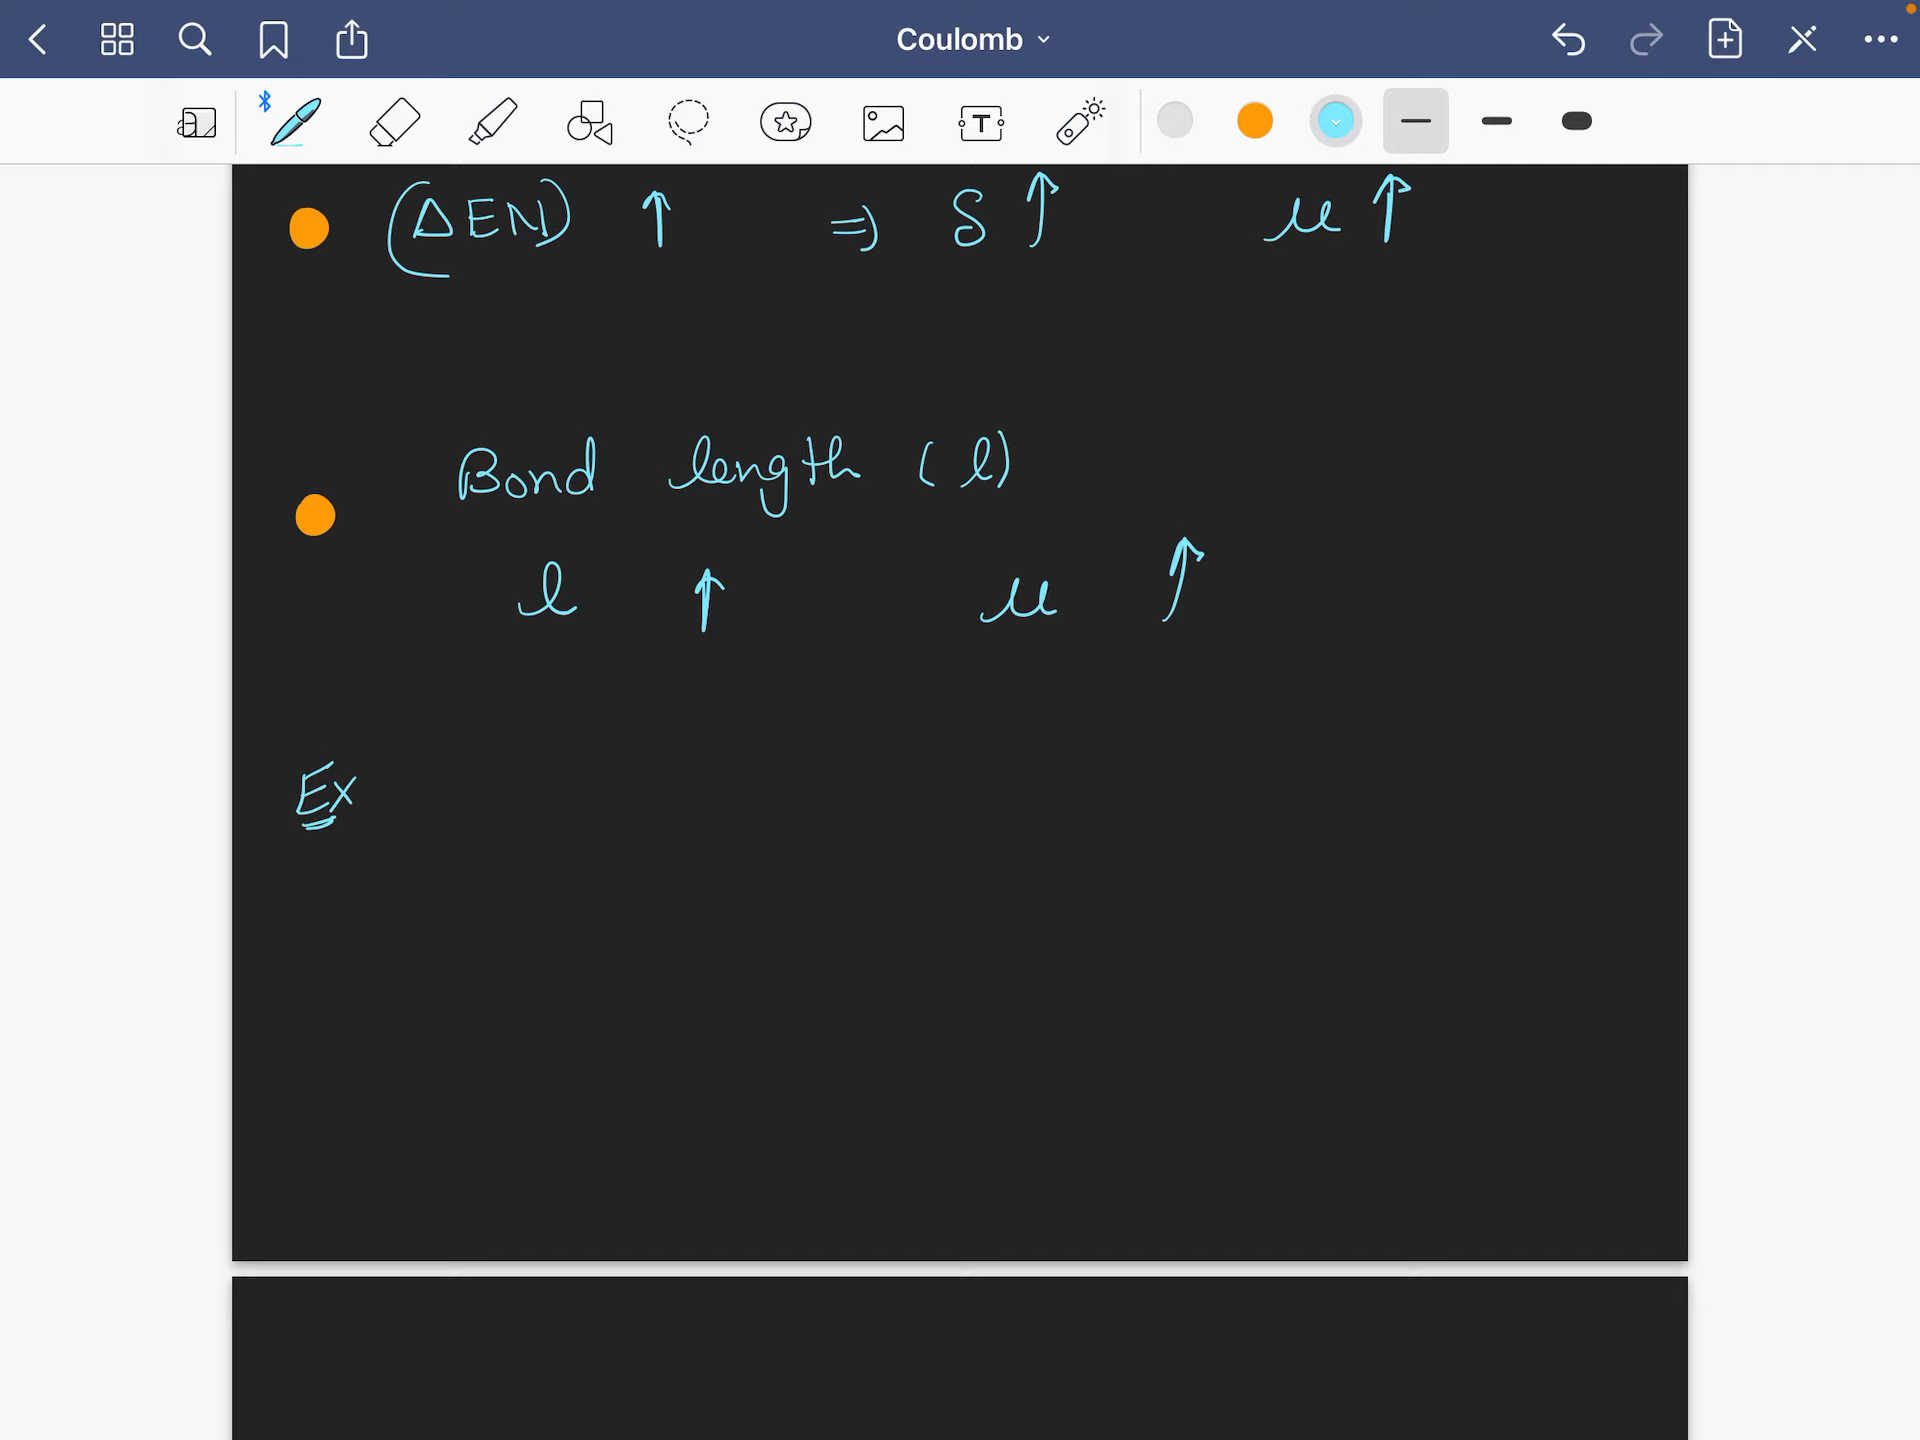 Coulomb
(ΔEN) ↑ ⇒ δ ↑ μ ↑
Bond length (l)
l ↑ μ ↑
Ex